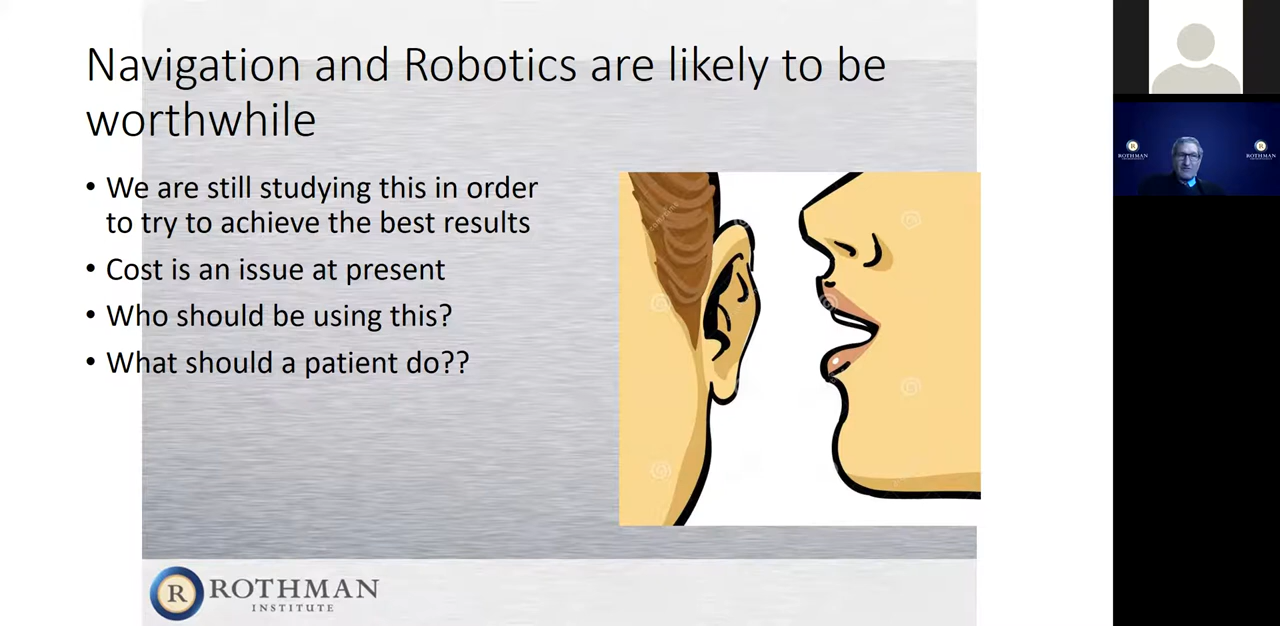 Navigation and Robotics are likely to be
worthwhile
• We are still studying this in order
to try to achieve the best results
• Cost is an issue at present
• Who should be using this?
• What should a patient do??
R ROTHMAN
INSTITUTE
R
ROTHMAN
R
ROTHMAN